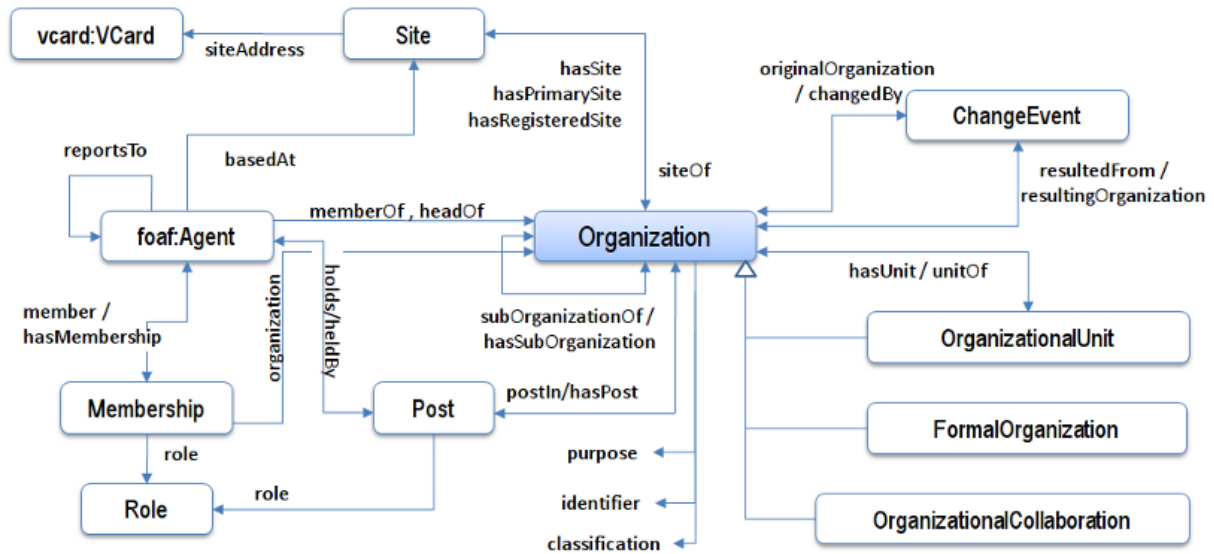 vcard:VCard
siteAddress
Site
hasSite
hasPrimarySite
hasRegisteredSite
siteOf
originalOrganization
/ changedBy
ChangeEvent
resultedFrom /
resultingOrganization
reportsTo
basedAt
foaf:Agent
memberOf , headOf
Organization
hasUnit / unitOf
member /
hasMembership
organization
holds/heldBy
subOrganizationOf /
hasSubOrganization
OrganizationalUnit
Membership
Post
postIn/hasPost
FormalOrganization
role
purpose
Role
role
identifier
OrganizationalCollaboration
classification